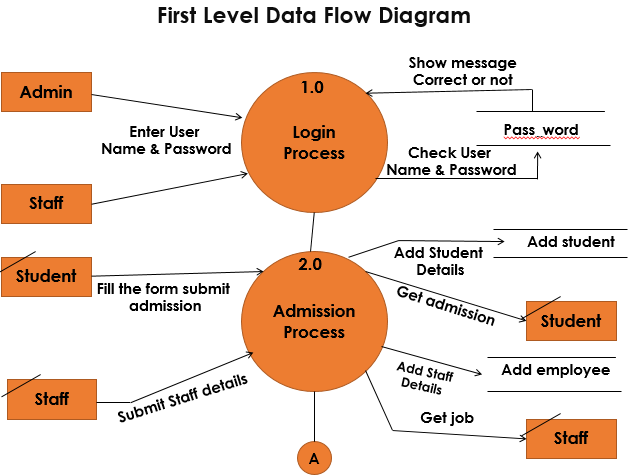 First Level Data Flow Diagram
Admin
Enter User
Name & Password
Staff
1.0
Login
Process
Show message
Correct or not
Pass_word
Check User
Name & Password
Student
Fill the form submit
admission
Staff
Submit Staff details
2.0
Admission
Process
Add Student
Details
Add student
Get admission
Student
Add Staff
Details
Add employee
Get job
Staff
A